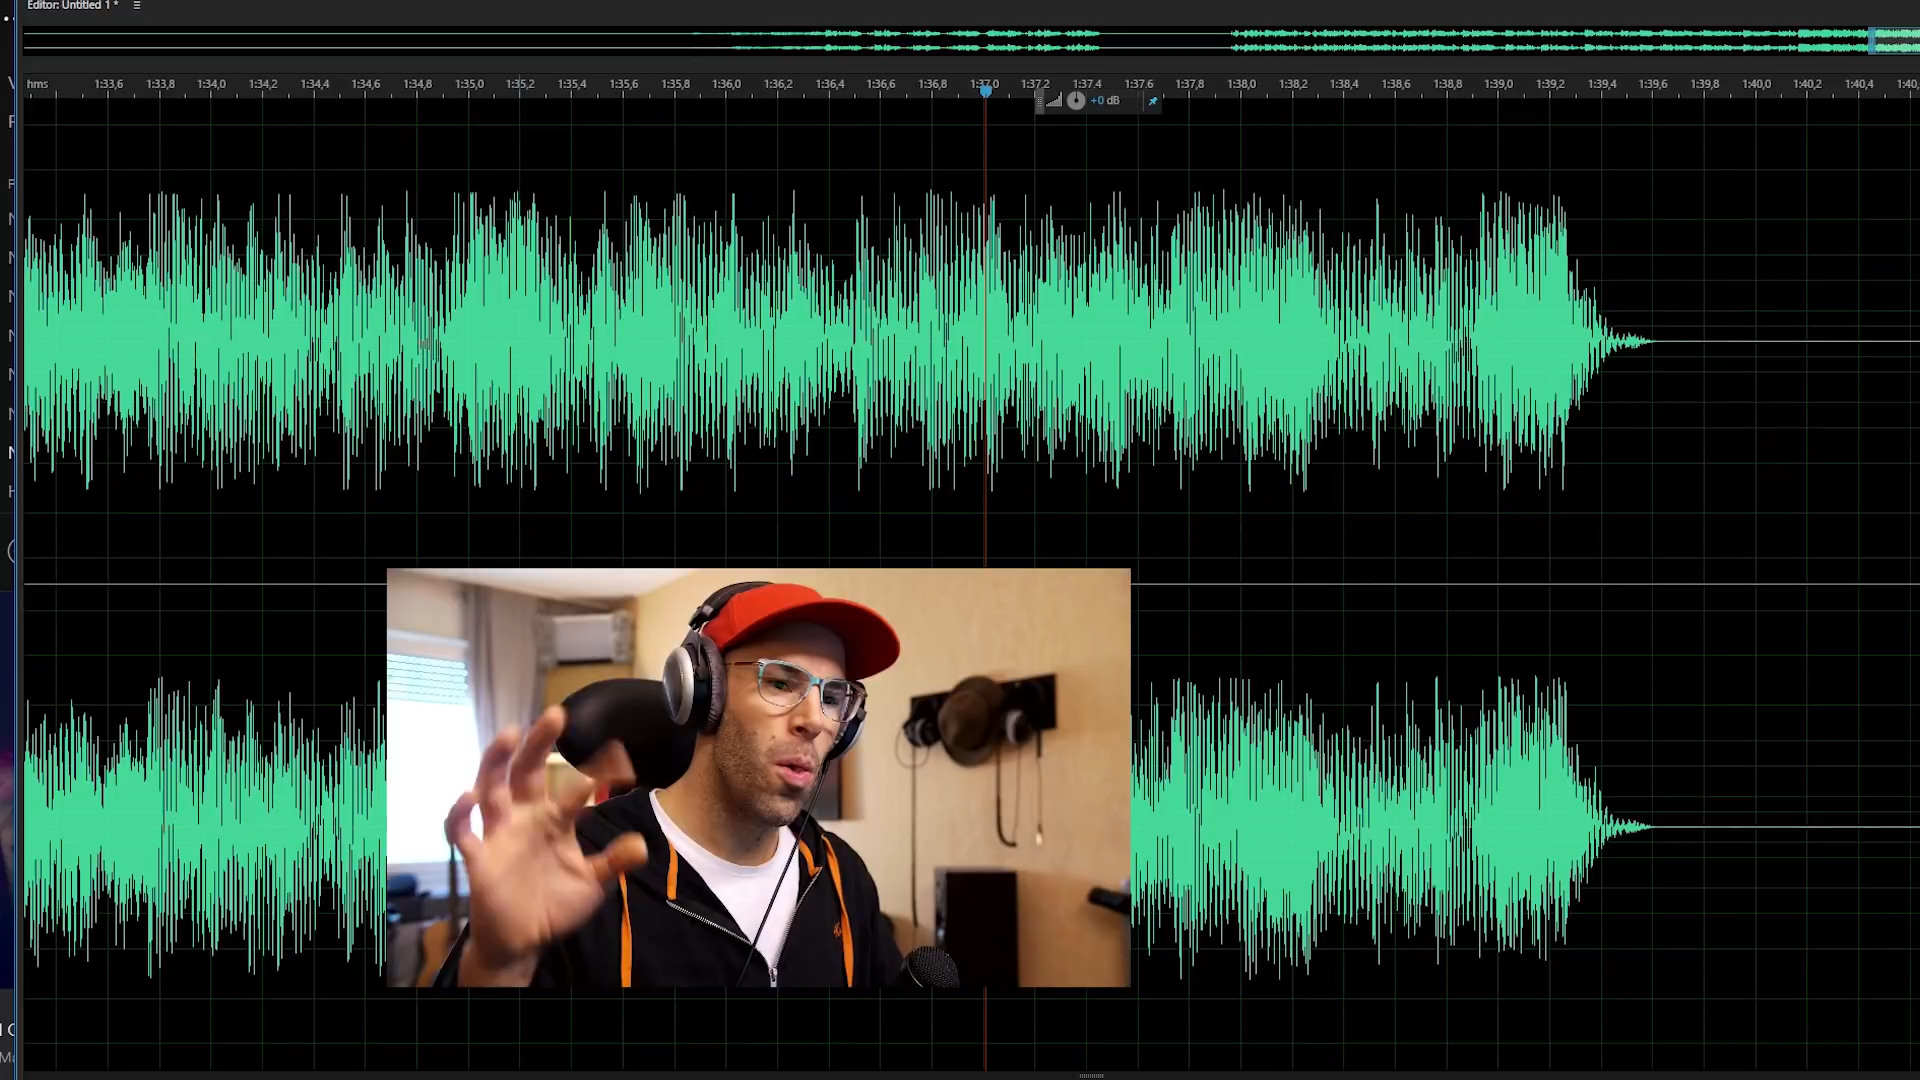 Editor: Untitled 1 *
hms 1:33,6 1:33,8 1:34,0 1:34,2 1:34,4 1:34,6 1:34,8 1:35,0 1:35,2 1:35,4 1:35,6 1:35,8 1:36,0 1:36,2 1:36,4 1:36,6 1:36,8 1:37,0 1:37,2 1:37,4 1:37,6 1:37,8 1:38,0 1:38,2 1:38,4 1:38,6 1:38,8 1:39,0 1:39,2 1:39,4 1:39,6 1:39,8 1:40,0 1:40,2 1:40,4 1:40,
+0 dB